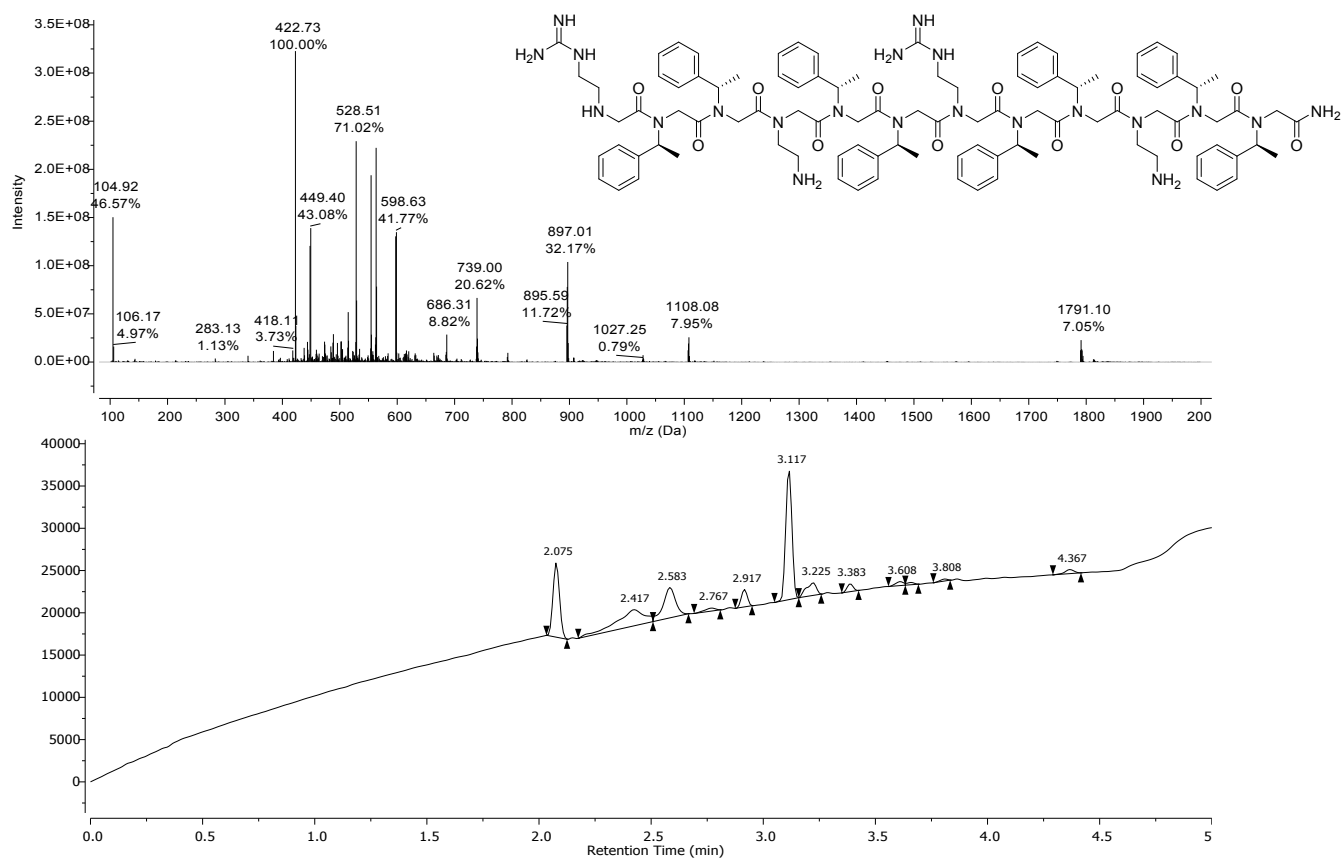 3.5E+08
3.0E+08
2.5E+08
2.0E+08
1.5E+08
1.0E+08
5.0E+07
0.0E+00
Intensity
422.73
100.00%
528.51
71.02%
104.92
46.57%
449.40
43.08%
598.63
41.77%
897.01
32.17%
739.00
20.62%
895.59
11.72%
686.31
8.82%
1108.08
7.95%
1791.10
7.05%
106.17
4.97%
283.13
1.13%
418.11
3.73%
1027.25
0.79%
100 200 300 400 500 600 700 800 900 1000 1100 1200 1300 1400 1500 1600 1700 1800 1900 200
m/z (Da)
NH NH
H2N NH H2N NH
O O O O O O
HN N N N N N N N N N N N NH2
O O O O O O
NH2 NH2
40000
35000
30000
25000
20000
15000
10000
5000
0
2.075
2.417
2.583
2.767
2.917
3.117
3.225
3.383
3.608
3.808
4.367
0.0 0.5 1.0 1.5 2.0 2.5 3.0 3.5 4.0 4.5 5
Retention Time (min)